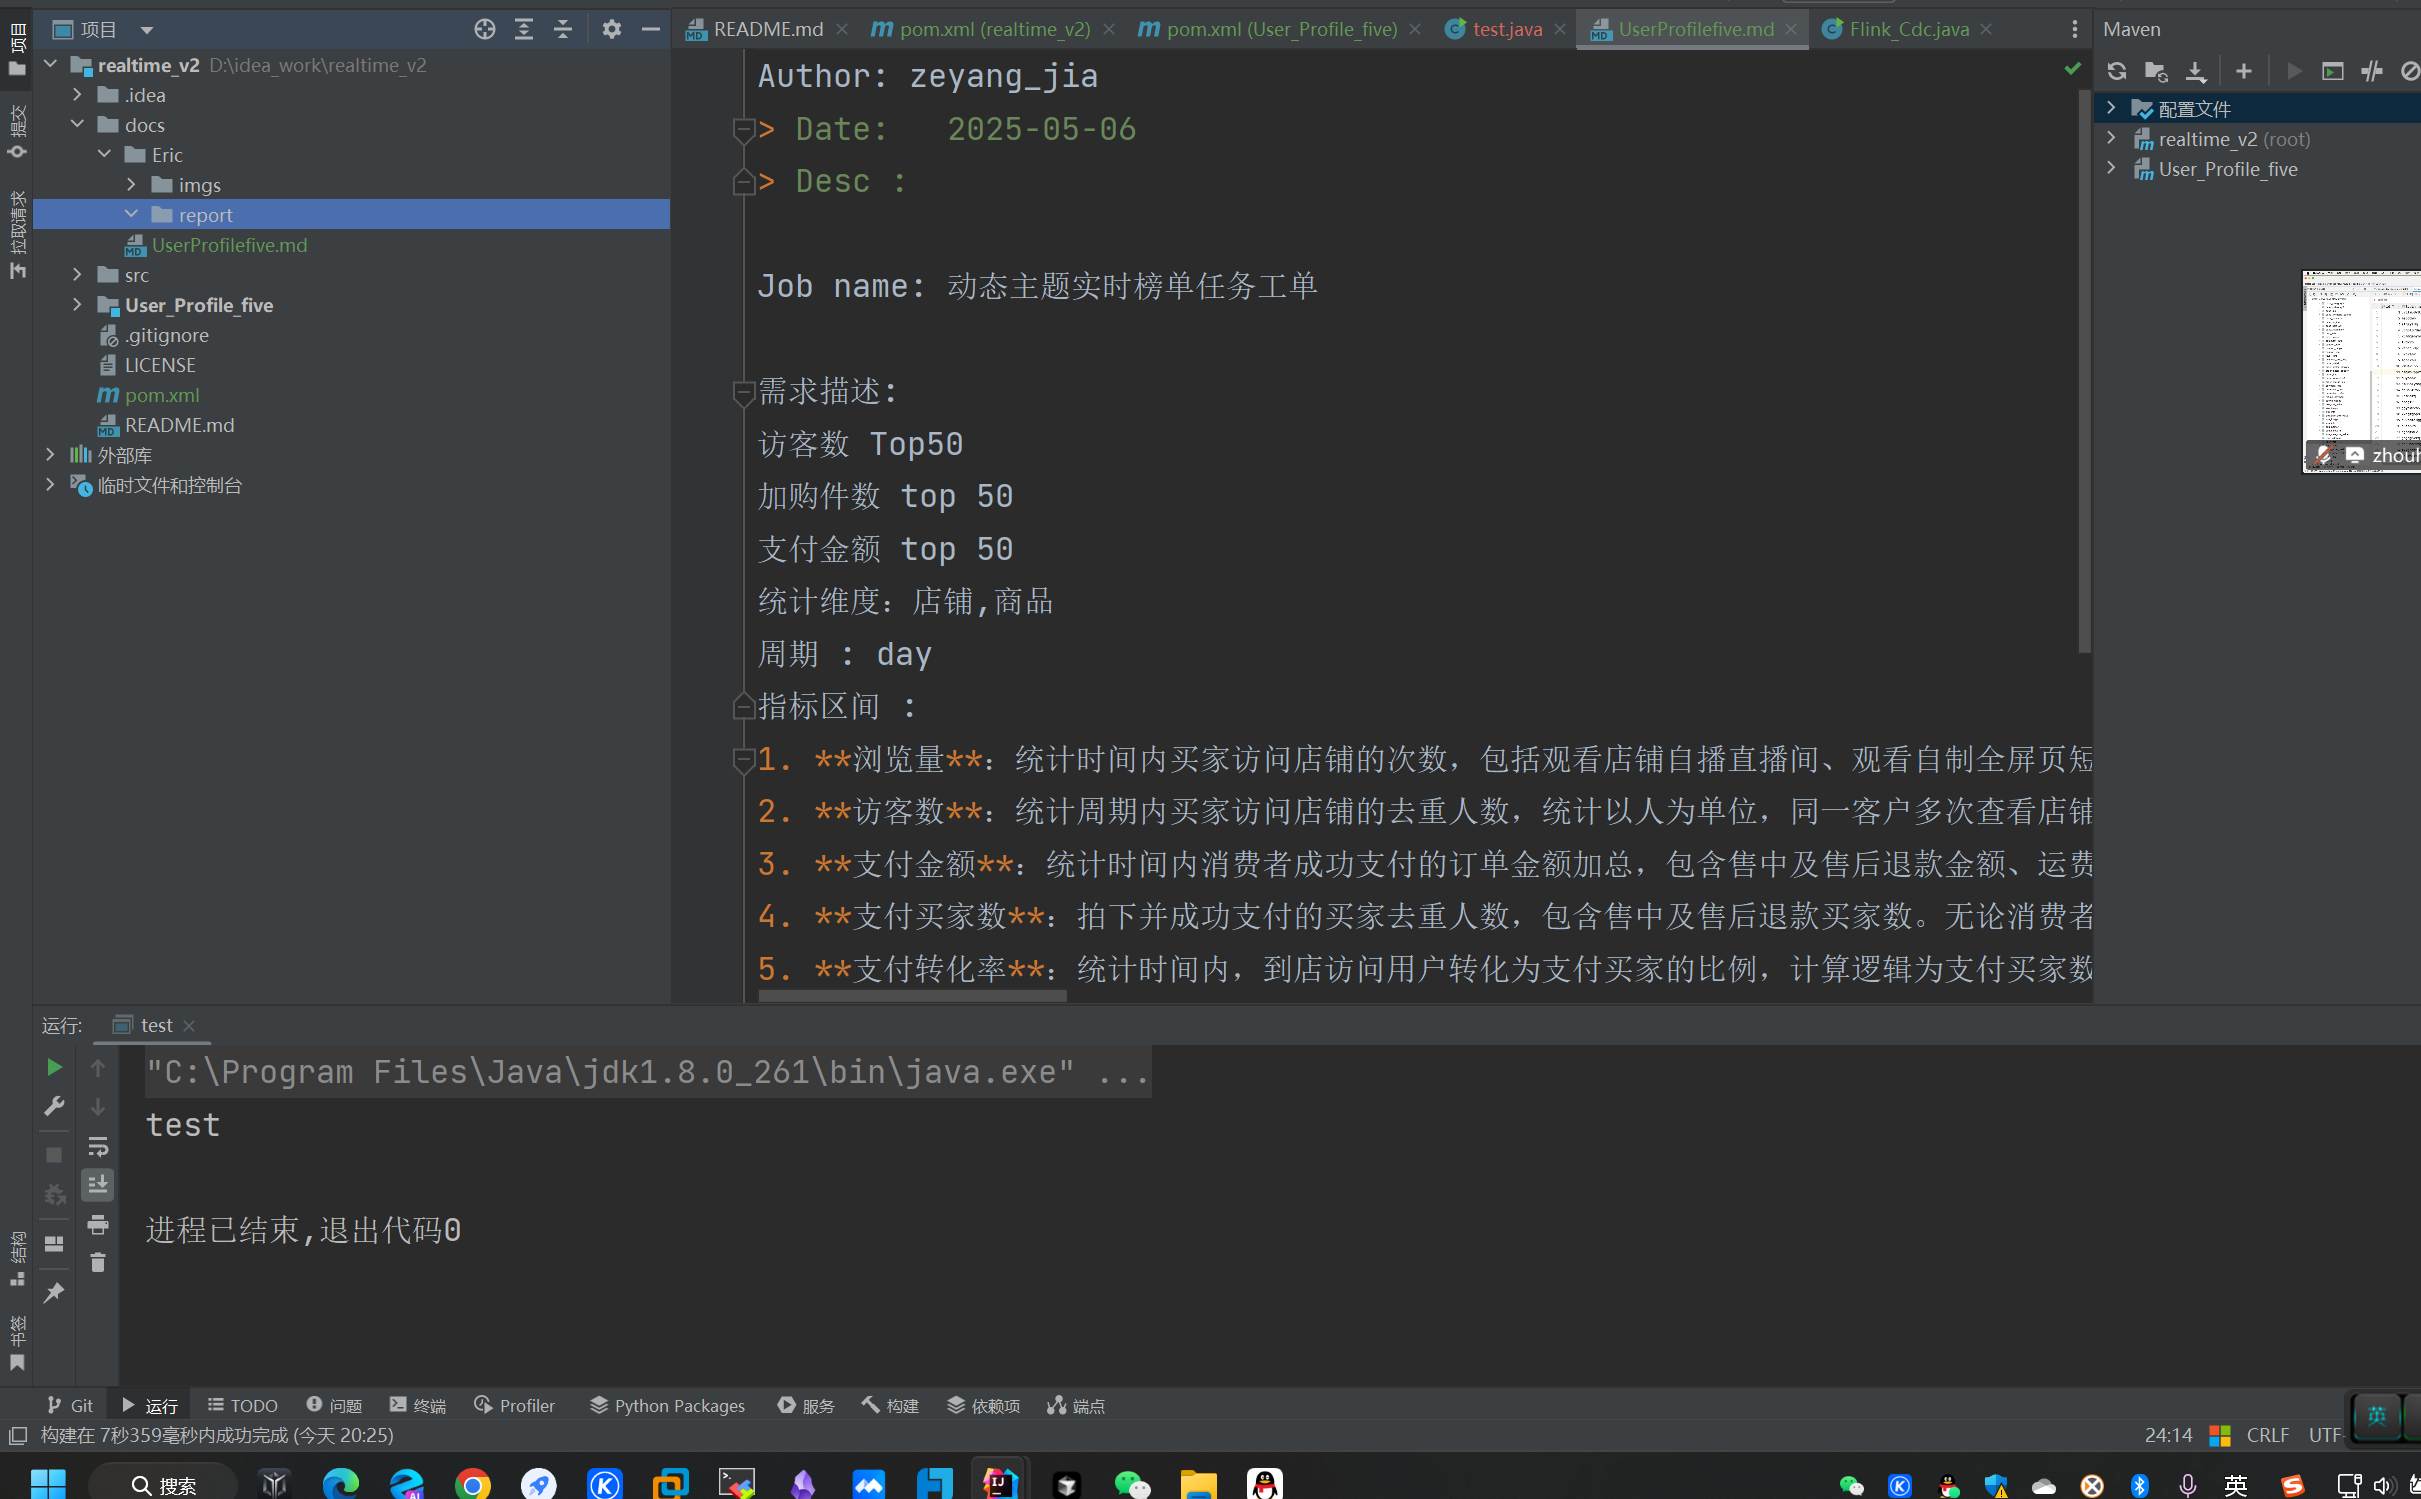 项目
README.md
pom.xml (realtime_v2)
pom.xml (User_Profile_five)
test.java
UserProfilefive.md
Flink_Cdc.java
Maven
项目
提交
拉取请求
realtime_v2 D:\idea_work\realtime_v2
.idea
docs
Eric
imgs
report
UserProfilefive.md
src
User_Profile_five
.gitignore
LICENSE
pom.xml
README.md
外部库
临时文件和控制台
Author: zeyang_jia
> Date:   2025-05-06
> Desc :
Job name: 动态主题实时榜单任务工单
需求描述:
访客数 Top50
加购件数 top 50
支付金额 top 50
统计维度：店铺,商品
周期 : day
指标区间 :
1. **浏览量**：统计时间内买家访问店铺的次数，包括观看店铺自播直播间、观看自制全屏页短
2. **访客数**：统计周期内买家访问店铺的去重人数，统计以人为单位，同一客户多次查看店铺
3. **支付金额**：统计时间内消费者成功支付的订单金额加总，包含售中及售后退款金额、运费
4. **支付买家数**：拍下并成功支付的买家去重人数，包含售中及售后退款买家数。无论消费者
5. **支付转化率**：统计时间内，到店访问用户转化为支付买家的比例，计算逻辑为支付买家数
配置文件
realtime_v2 (root)
User_Profile_five
zhouh
运行:
test
"C:\Program Files\Java\jdk1.8.0_261\bin\java.exe" ...
test
进程已结束,退出代码0
结构
书签
Git
运行
TODO
问题
终端
Profiler
Python Packages
服务
构建
依赖项
端点
构建在 7秒359毫秒内成功完成 (今天 20:25)
24:14
CRLF
UTF-
英
搜索
英